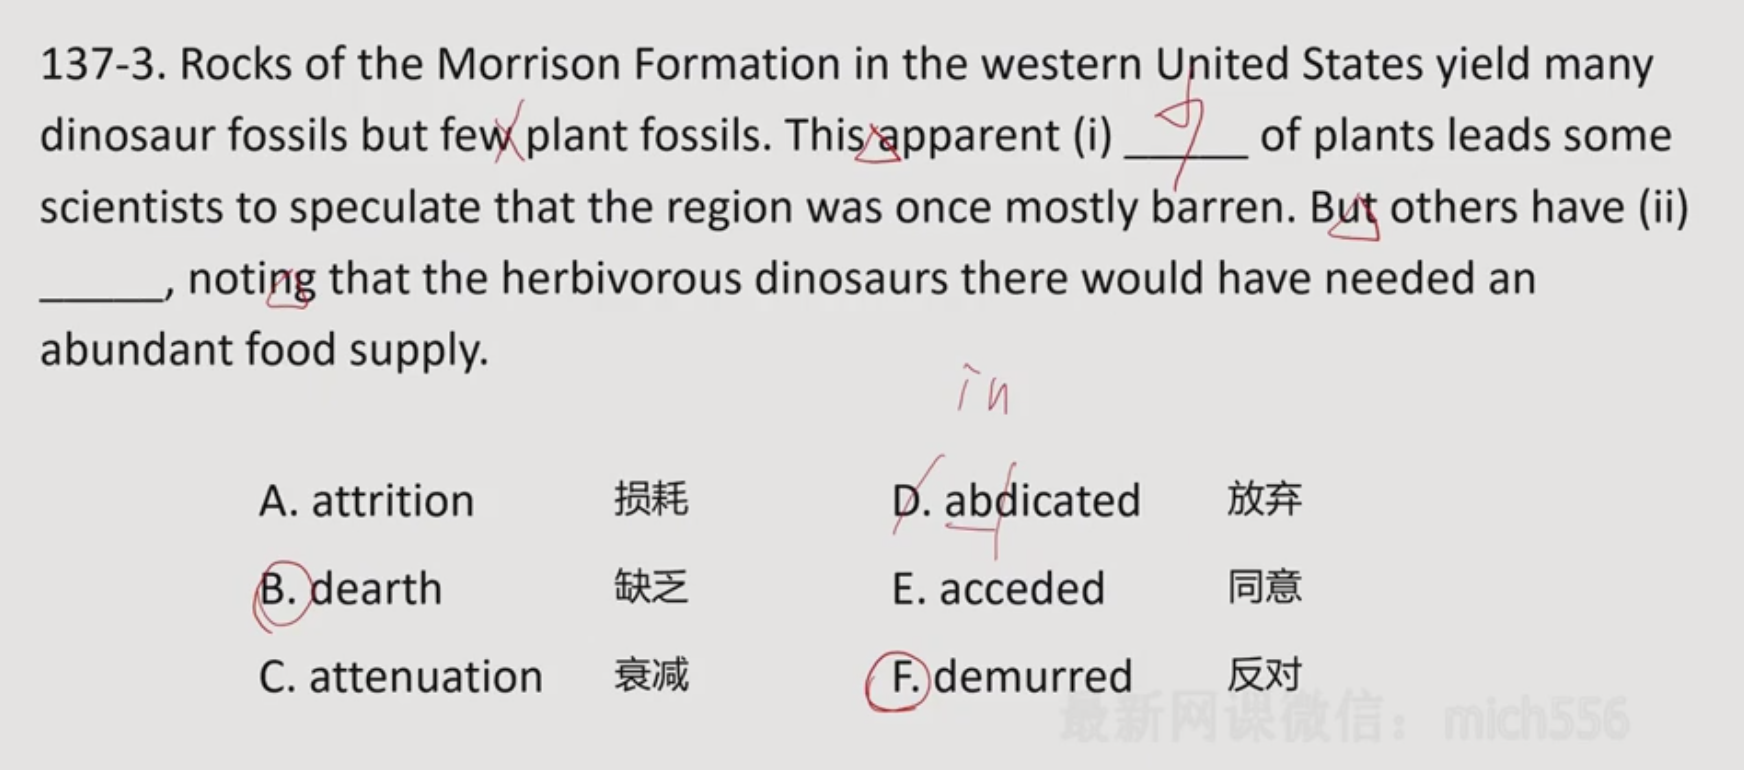 137-3. Rocks of the Morrison Formation in the western United States yield many
dinosaur fossils but few plant fossils. This apparent (i) _____ of plants leads some
scientists to speculate that the region was once mostly barren. But others have (ii)
_____, noting that the herbivorous dinosaurs there would have needed an
abundant food supply.
in
A. attrition 损耗 D. abdicated 放弃
B. dearth 缺乏 E. acceded 同意
C. attenuation 衰减 F. demurred 反对
最新网课微信：mich556